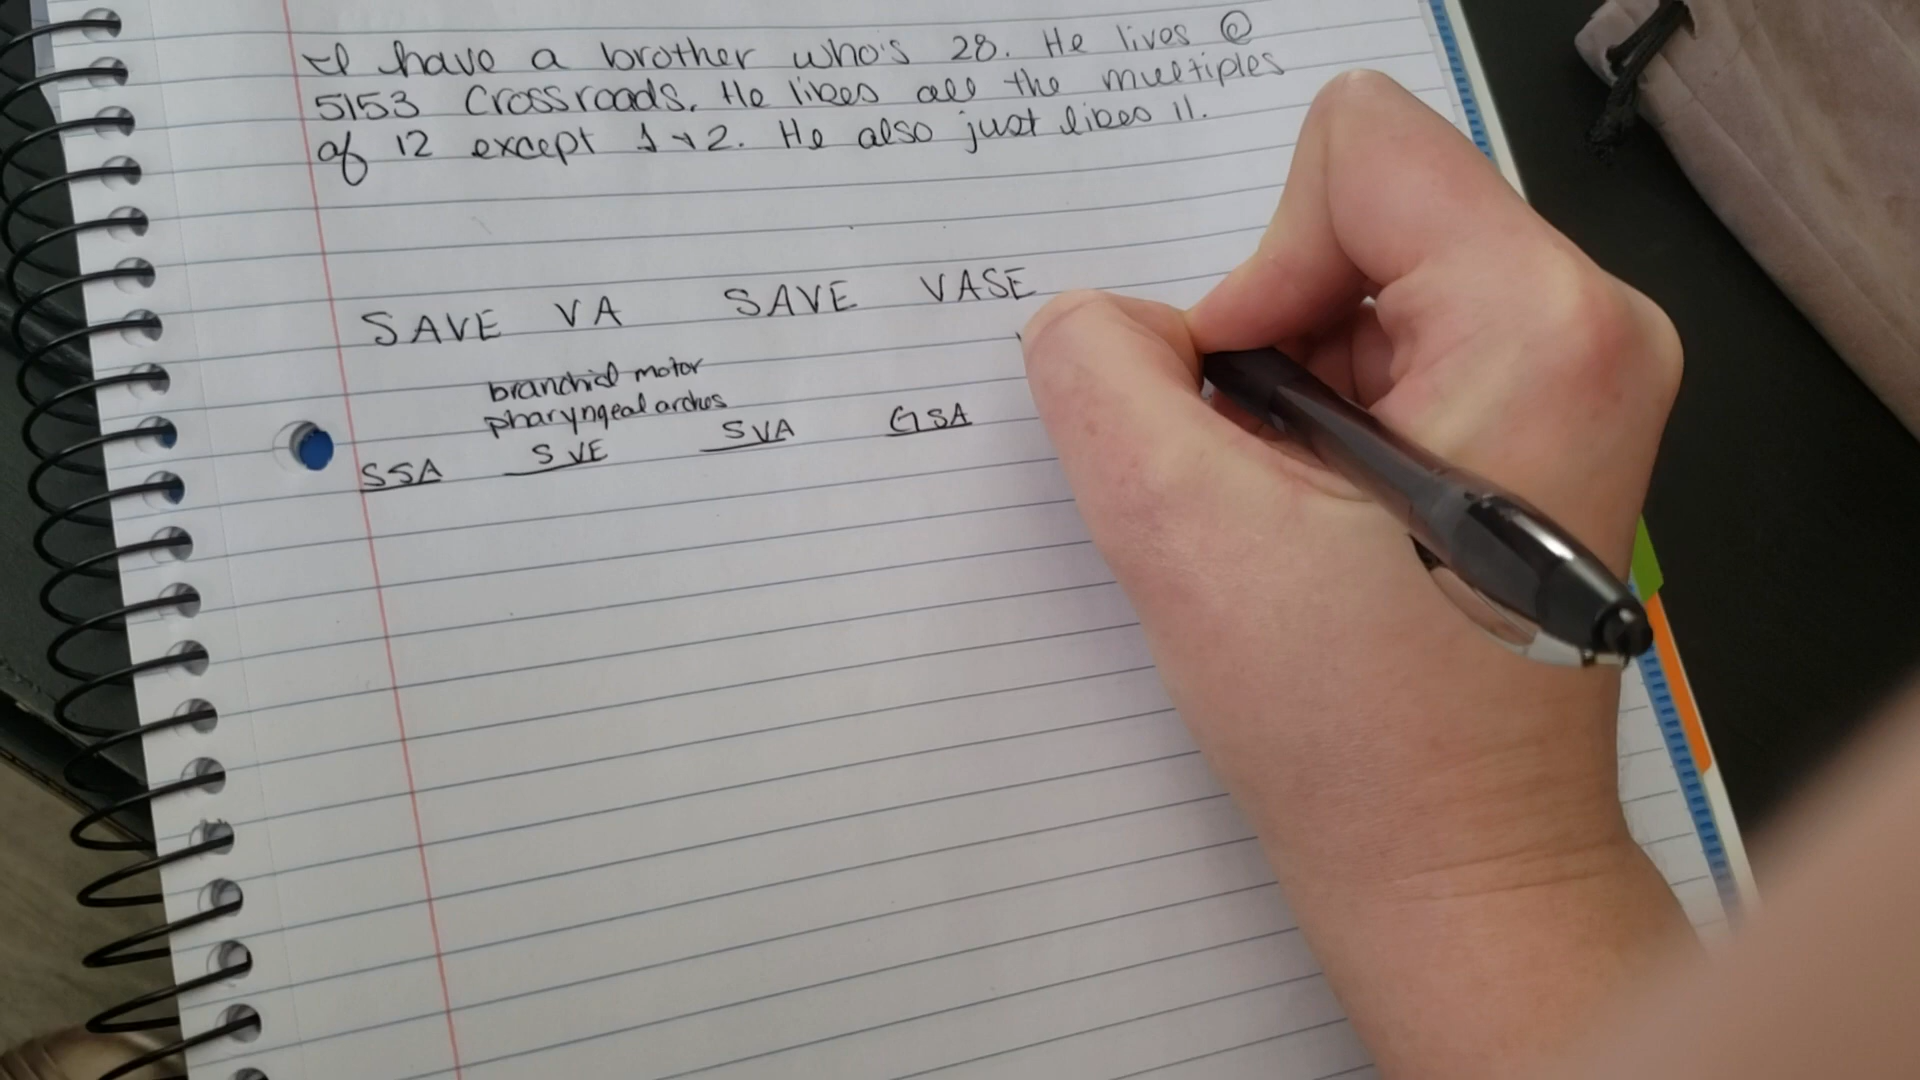 I have a brother who's 28. He lives @
5153 Crossroads. He likes all the multiples
of 12 except 1 + 2. He also just likes 11.
SAVE VA SAVE VASE
branchial motor
pharyngeal arches
SSA SVE SVA GSA